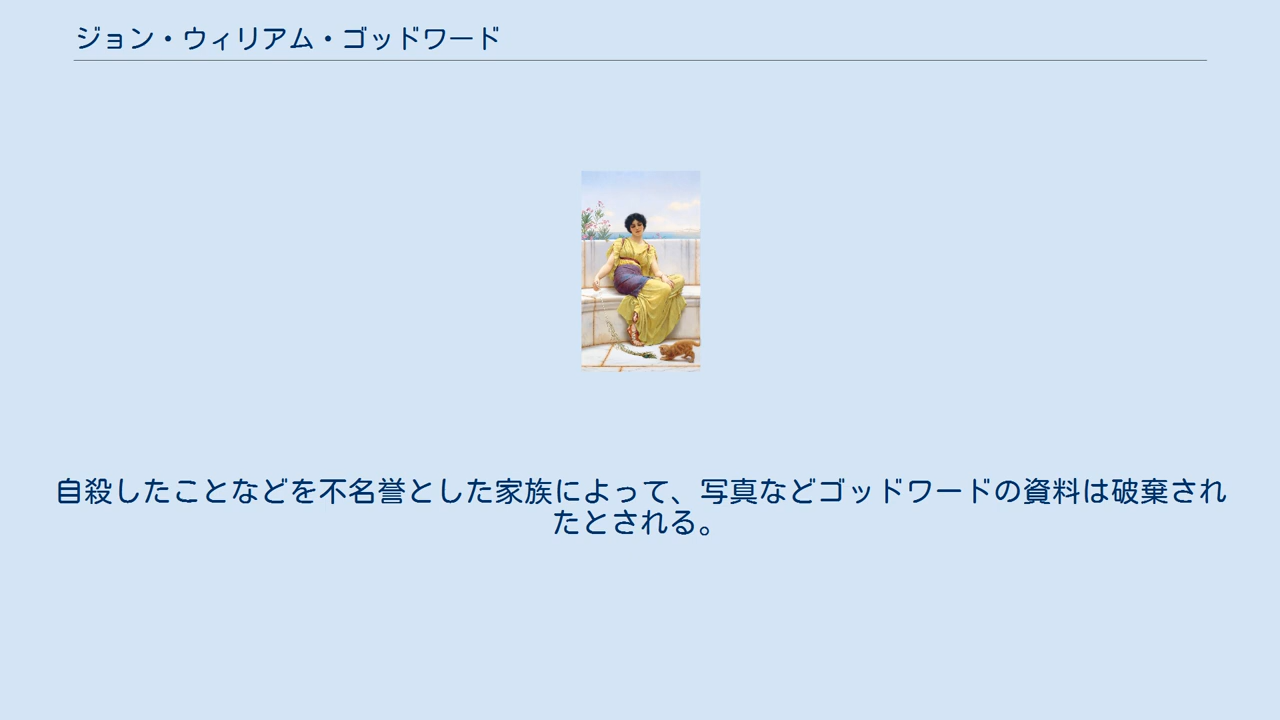 ジョン・ウィリアム・ゴッドワード
自殺したことなどを不名誉とした家族によって、写真などゴッドワードの資料は破棄され
たとされる。